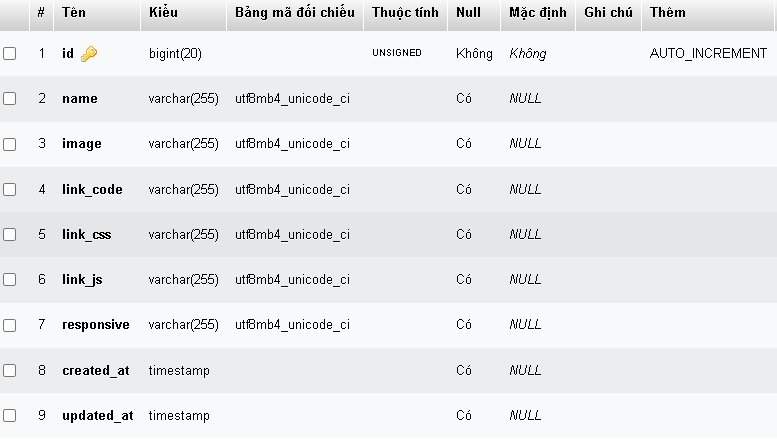 # Tên Kiểu Bảng mã đối chiếu Thuộc tính Null Mặc định Ghi chú Thêm
1 id bigint(20) UNSIGNED Không Không AUTO_INCREMENT
2 name varchar(255) utf8mb4_unicode_ci Có NULL
3 image varchar(255) utf8mb4_unicode_ci Có NULL
4 link_code varchar(255) utf8mb4_unicode_ci Có NULL
5 link_css varchar(255) utf8mb4_unicode_ci Có NULL
6 link_js varchar(255) utf8mb4_unicode_ci Có NULL
7 responsive varchar(255) utf8mb4_unicode_ci Có NULL
8 created_at timestamp Có NULL
9 updated_at timestamp Có NULL